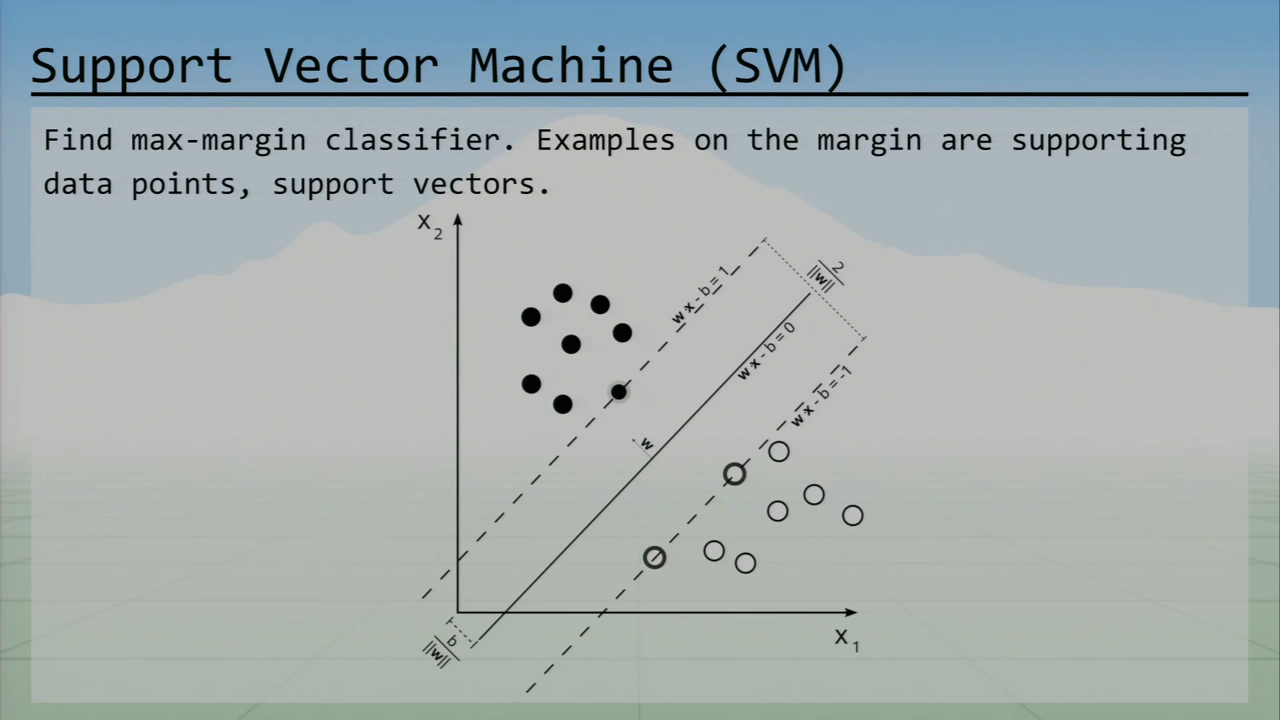 Support Vector Machine (SVM)
Find max-margin classifier. Examples on the margin are supporting
data points, support vectors.
X2
w x - b = 1
2
||w||
w x - b = 0
w x - b = -1
w
b
||w||
X1